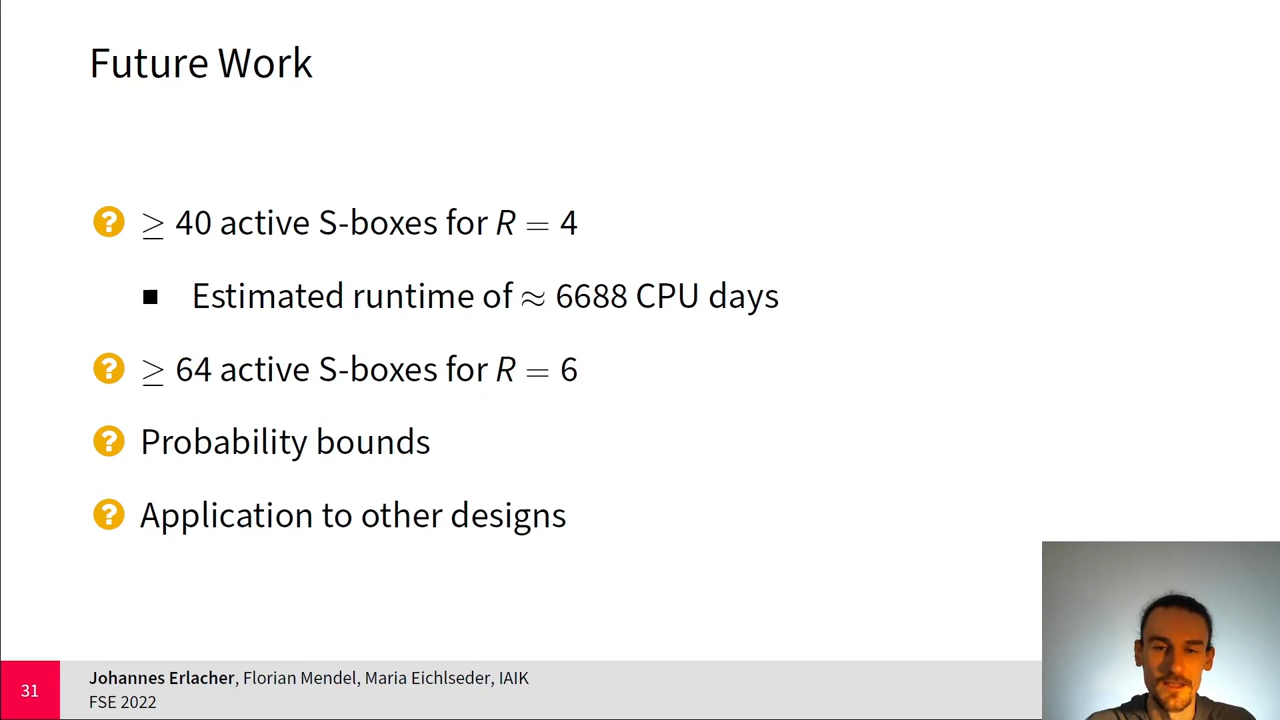 Future Work
≥ 40 active S-boxes for R = 4
Estimated runtime of ≈ 6688 CPU days
≥ 64 active S-boxes for R = 6
Probability bounds
Application to other designs
31
Johannes Erlacher, Florian Mendel, Maria Eichlseder, IAIK
FSE 2022